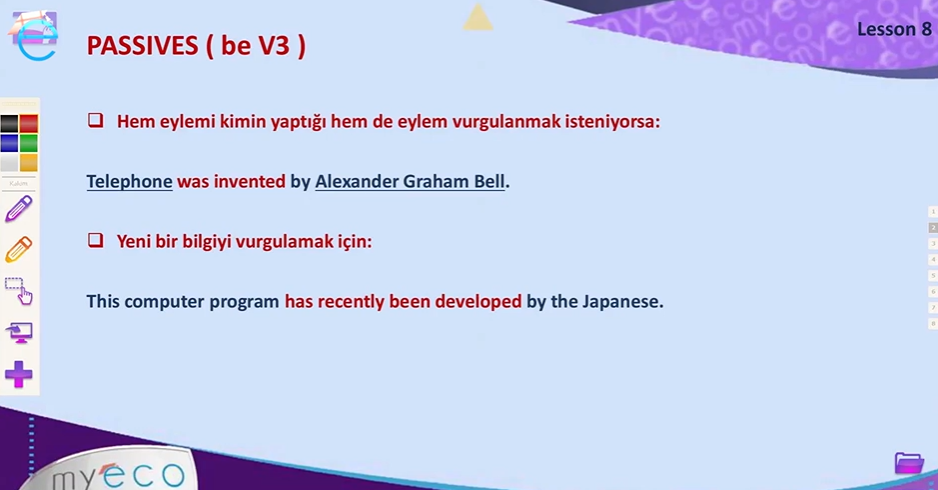 Lesson 8
PASSIVES ( be V3 )
Hem eylemi kimin yaptığı hem de eylem vurgulanmak isteniyorsa:
Telephone was invented by Alexander Graham Bell.
Yeni bir bilgiyi vurgulamak için:
This computer program has recently been developed by the Japanese.
Kalem
1
2
3
4
5
6
7
8
myeco